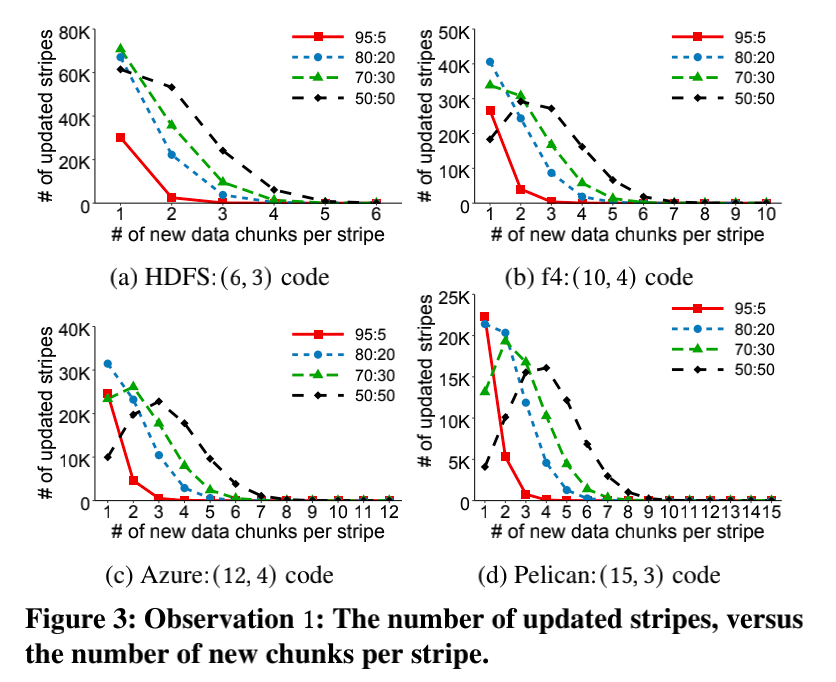 80K
60K
40K
20K
0
# of updated stripes
95:5
80:20
70:30
50:50
1 2 3 4 5 6
# of new data chunks per stripe
(a) HDFS:(6, 3) code
50K
40K
30K
20K
10K
0
# of updated stripes
95:5
80:20
70:30
50:50
1 2 3 4 5 6 7 8 9 10
# of new data chunks per stripe
(b) f4:(10, 4) code
40K
30K
20K
10K
0
# of updated stripes
95:5
80:20
70:30
50:50
1 2 3 4 5 6 7 8 9 10 11 12
# of new data chunks per stripe
(c) Azure:(12, 4) code
25K
20K
15K
10K
5K
0
# of updated stripes
95:5
80:20
70:30
50:50
1 2 3 4 5 6 7 8 9 10 11 12 13 14 15
# of new data chunks per stripe
(d) Pelican:(15, 3) code
Figure 3: Observation 1: The number of updated stripes, versus
the number of new chunks per stripe.